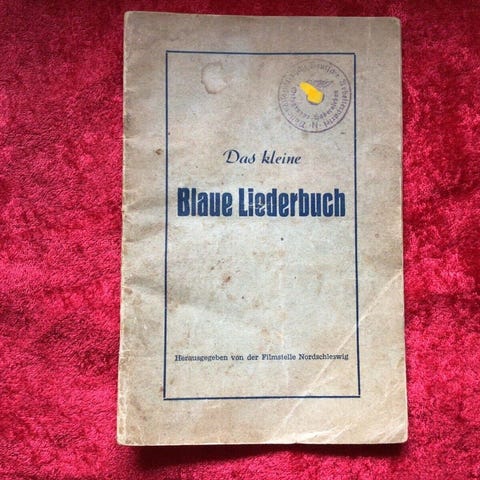 Das kleine
Blaue Liederbuch
Herausgegeben von der Filmstelle Nordschleswig